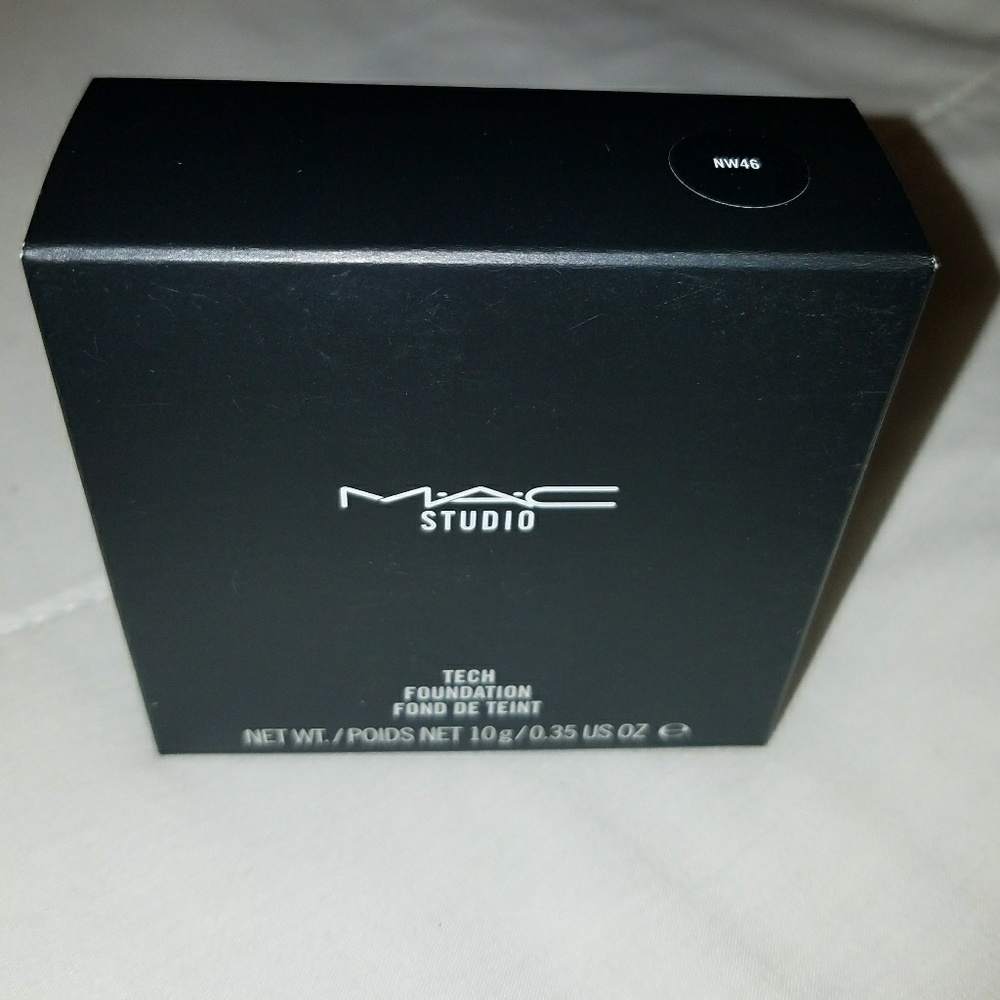 NW46
M·A·C
STUDIO
TECH
FOUNDATION
FOND DE TEINT
NET WT. / POIDS NET 10 g / 0.35 US OZ ℮